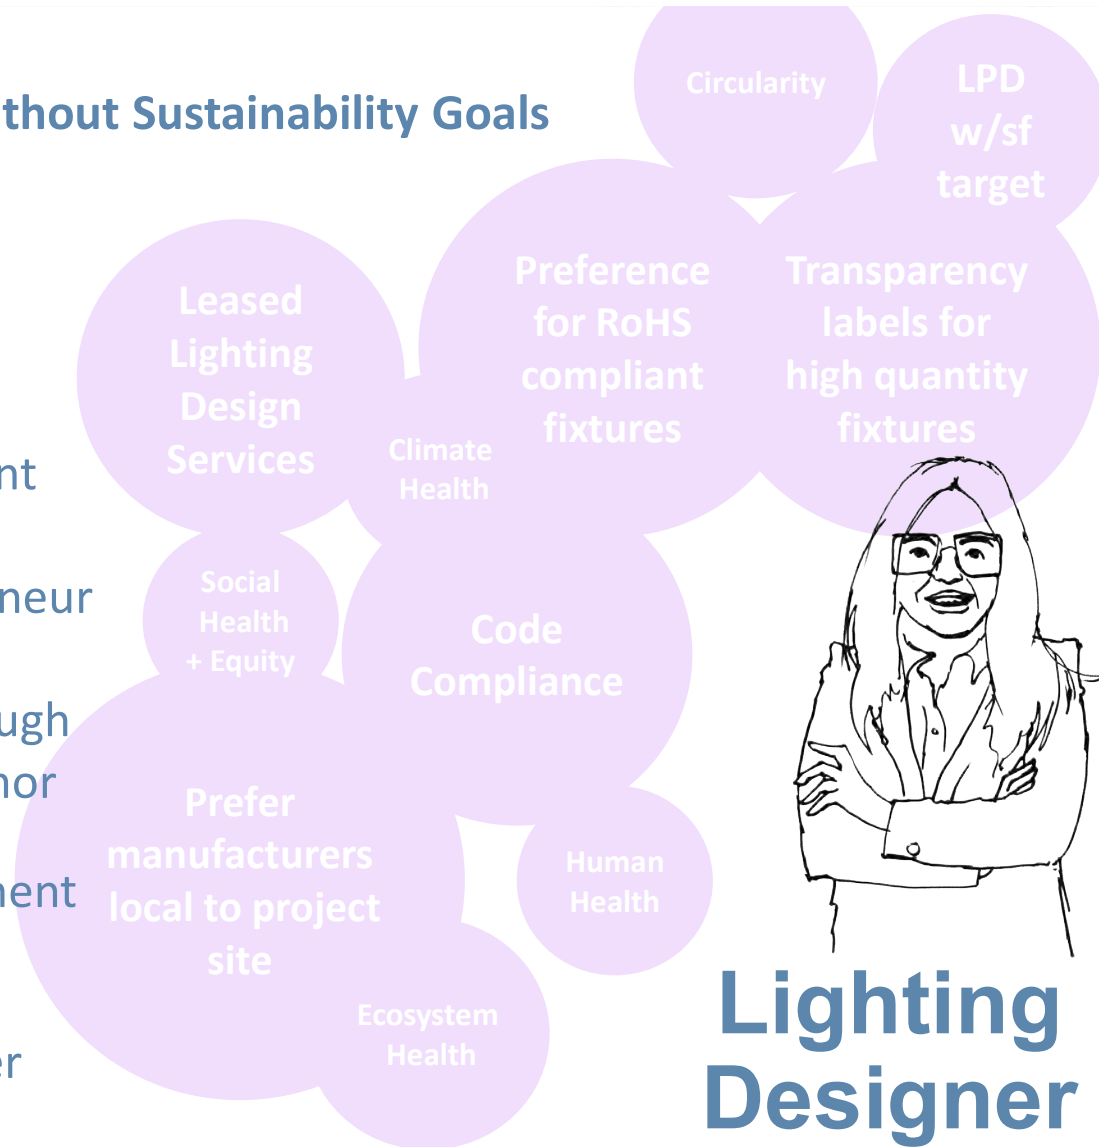 thout Sustainability Goals
Circularity
LPD
w/sf
target
Leased
Lighting
Design
Services
Preference
for RoHS
compliant
fixtures
Transparency
labels for
high quantity
fixtures
Climate
Health
nt
neur
ugh
nor
nent
er
Social
Health
+ Equity
Code
Compliance
Prefer
manufacturers
local to project
site
Human
Health
Ecosystem
Health
Lighting
Designer